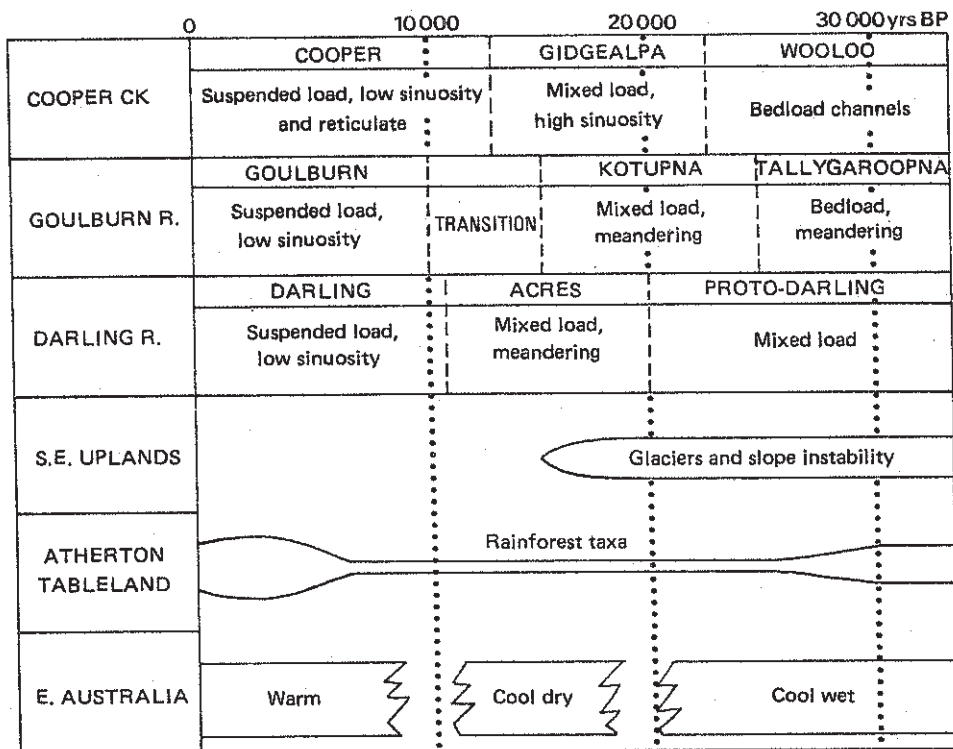 0 10 000 20 000 30 000 yrs BP
COOPER GIDGEALPA WOOLOO
COOPER CK
Suspended load, low sinuosity
and reticulate
Mixed load,
high sinuosity
Bedload channels
GOULBURN KOTUPNA TALLYGAROOPNA
GOULBURN R.
Suspended load,
low sinuosity
TRANSITION
Mixed load,
meandering
Bedload,
meandering
DARLING ACRES PROTO-DARLING
DARLING R.
Suspended load,
low sinuosity
Mixed load,
meandering
Mixed load
S.E. UPLANDS
Glaciers and slope instability
ATHERTON
TABLELAND
Rainforest taxa
E. AUSTRALIA
Warm
Cool dry
Cool wet